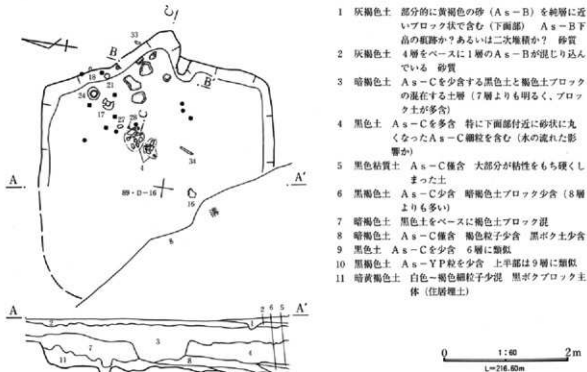 C'
33
B
B'
18
21
24
17
27
28
C
4
34
A
A'
89-D-16
16
8
A
A'
2 6 5
2
1
7
3
4
11
8
1 灰褐色土 部分的に黄褐色の砂（As－B）を純層に近
いブロック状で含む（下面部） As－B下
畠の痕跡か？あるいは二次堆積か？ 砂質
2 灰褐色土 4層をベースに1層のAs－Bが混じり込ん
でいる 砂質
3 暗褐色土 As－Cを少含する黒色土と褐色土ブロック
の混在する土層（7層よりも明るく、ブロッ
ク土が多含）
4 黒色土 As－Cを多含 特に下面部付近に砂状に丸
くなったAs－C細粒を含む（水の流れた影
響か）
5 黒色粘質土 As－C僅含 大部分が粘性をもち硬くし
まった土
6 黒褐色土 As－C少含 暗褐色土ブロック少含（8層
よりも多い）
7 暗褐色土 黒色土をベースに褐色土ブロック混
8 暗褐色土 As－C僅含 褐色粒子少含 黒ボク土少含
9 黒色土 As－Cを少含 6層に類似
10 黒褐色土 As－YP粒を少含 上半部は9層に類似
11 暗黄褐色土 白色～褐色細粒子少混 黒ボクブロック主
体（住居埋土）
0 1:60 2m
L=216.60m